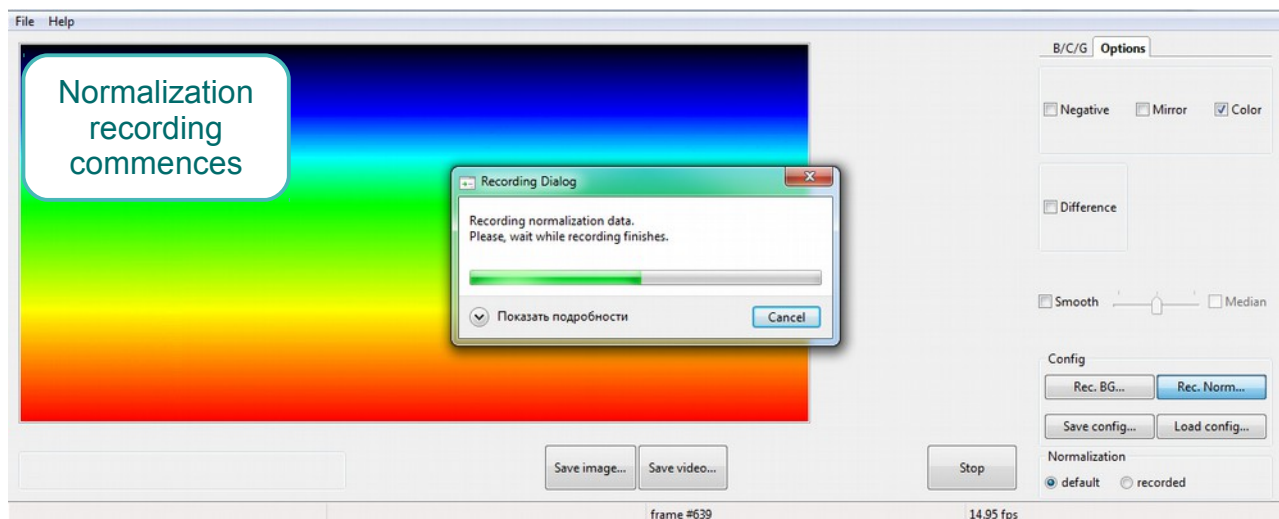 File Help
Normalization
recording
commences
B/C/G Options
Negative Mirror Color
Recording Dialog
Recording normalization data.
Please, wait while recording finishes.
Показать подробности Cancel
Difference
Smooth Median
Config
Rec. BG... Rec. Norm...
Save config... Load config...
Save image... Save video... Stop
Normalization
default recorded
frame #639 14.95 fps